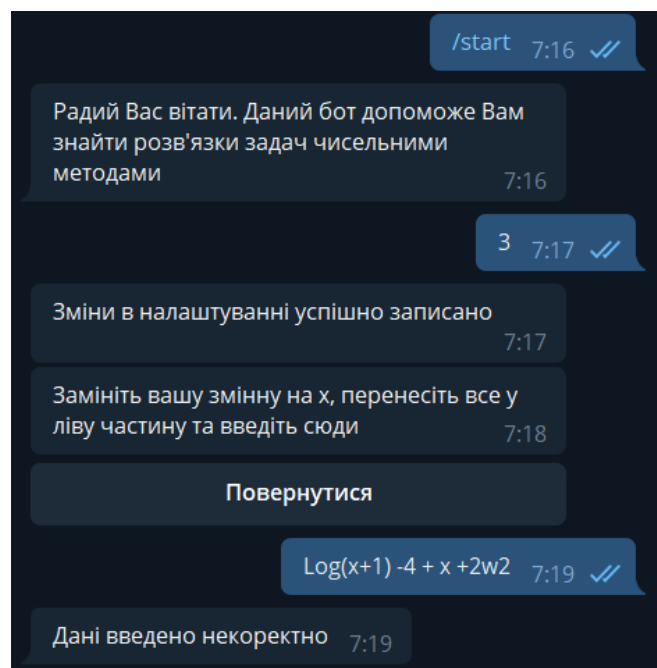 /start 7:16
Радий Вас вітати. Даний бот допоможе Вам
знайти розв'язки задач чисельними
методами 7:16
3 7:17
Зміни в налаштуванні успішно записано
7:17
Замініть вашу змінну на x, перенесіть все у
ліву частину та введіть сюди 7:18
Повернутися
Log(x+1) -4 + x +2w2 7:19
Дані введено некоректно 7:19